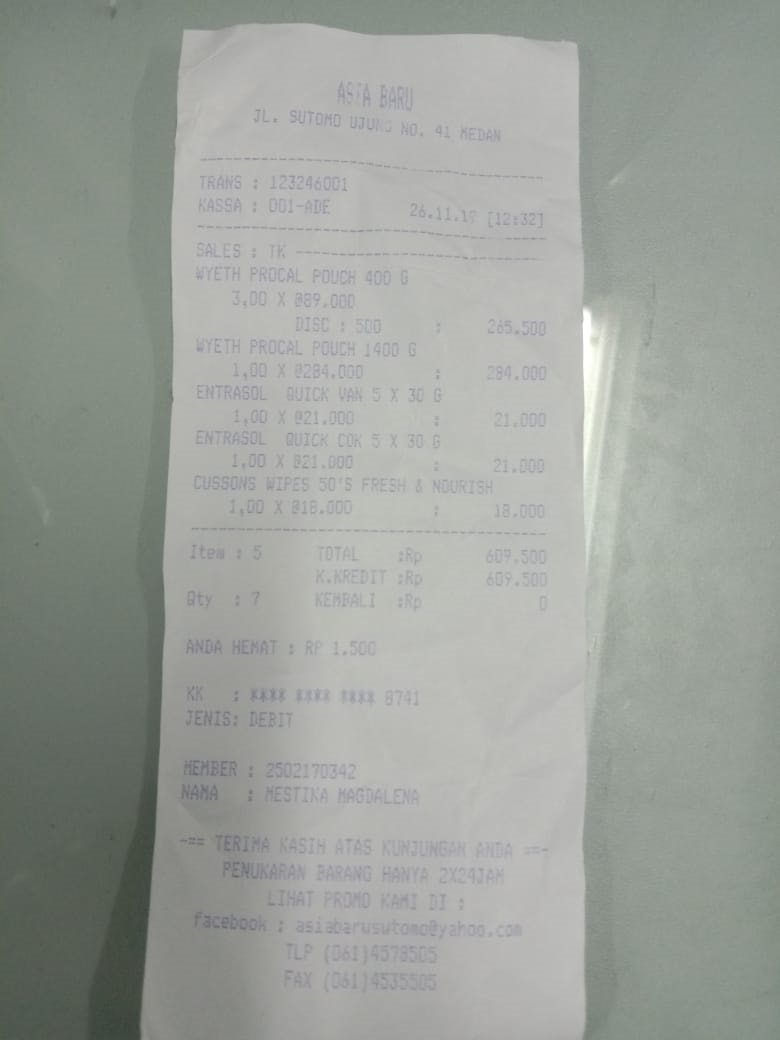 ASIA BARU
JL. SUTOMO UJUNG NO. 41 MEDAN
TRANS : 123246001
KASSA : 001-ADE 26.11.17 [12:32]
SALES : TK
WYETH PROCAL POUCH 400 G
3,00 X @89.000
DISC : 500 : 265.500
WYETH PROCAL POUCH 1400 G
1,00 X @284.000 : 284.000
ENTRASOL QUICK VAN 5 X 30 G
1,00 X @21.000 : 21.000
ENTRASOL QUICK COK 5 X 30 G
1,00 X @21.000 : 21.000
CUSSONS WIPES 50'S FRESH & NOURISH
1,00 X @18.000 : 18.000
Item : 5 TOTAL :Rp 609.500
K.KREDIT :Rp 609.500
Qty : 7 KEMBALI :Rp 0
ANDA HEMAT : RP 1.500
KK : **** **** **** 8741
JENIS: DEBIT
MEMBER : 2502170342
NAMA : MESTIKA MAGDALENA
-== TERIMA KASIH ATAS KUNJUNGAN ANDA ==-
PENUKARAN BARANG HANYA 2X24JAM
LIHAT PROMO KAMI DI :
facebook : asiabarusutomo@yahoo.com
TLP (061)4578505
FAX (061)4535505